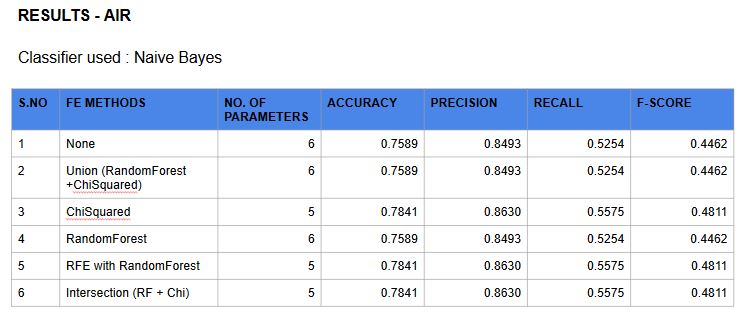 RESULTS - AIR
Classifier used : Naive Bayes
S.NO FE METHODS NO. OF PARAMETERS ACCURACY PRECISION RECALL F-SCORE
1 None 6 0.7589 0.8493 0.5254 0.4462
2 Union (RandomForest +ChiSquared) 6 0.7589 0.8493 0.5254 0.4462
3 ChiSquared 5 0.7841 0.8630 0.5575 0.4811
4 RandomForest 6 0.7589 0.8493 0.5254 0.4462
5 RFE with RandomForest 5 0.7841 0.8630 0.5575 0.4811
6 Intersection (RF + Chi) 5 0.7841 0.8630 0.5575 0.4811